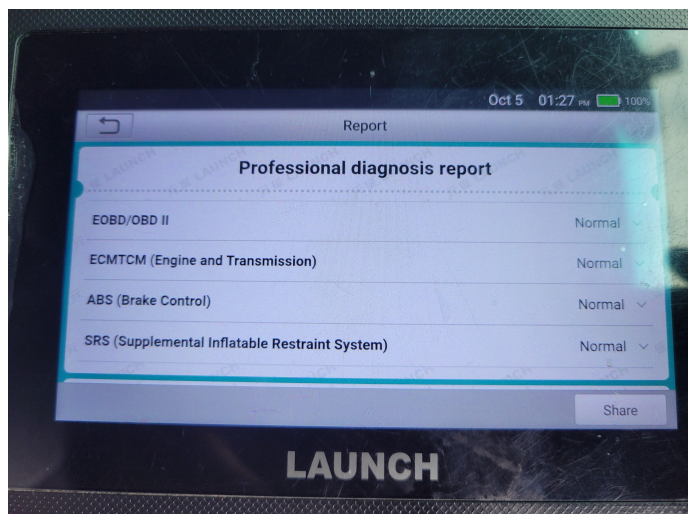 Oct 5 01:27 PM 100%
Report
Professional diagnosis report
EOBD/OBD II Normal
ECMTCM (Engine and Transmission) Normal
ABS (Brake Control) Normal
SRS (Supplemental Inflatable Restraint System) Normal
Share
LAUNCH